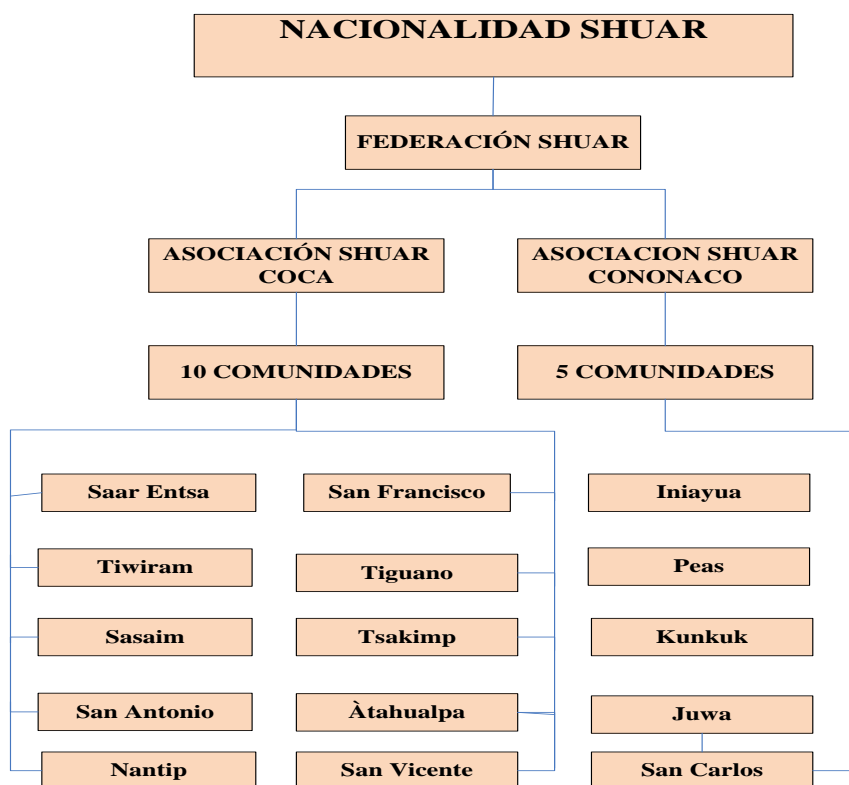 NACIONALIDAD SHUAR
FEDERACIÓN SHUAR
ASOCIACIÓN SHUAR
COCA
ASOCIACION SHUAR
CONONACO
10 COMUNIDADES
5 COMUNIDADES
Saar Entsa
San Francisco
Iniayua
Tiwiram
Tiguano
Peas
Sasaim
Tsakimp
Kunkuk
San Antonio
Àtahualpa
Juwa
Nantip
San Vicente
San Carlos